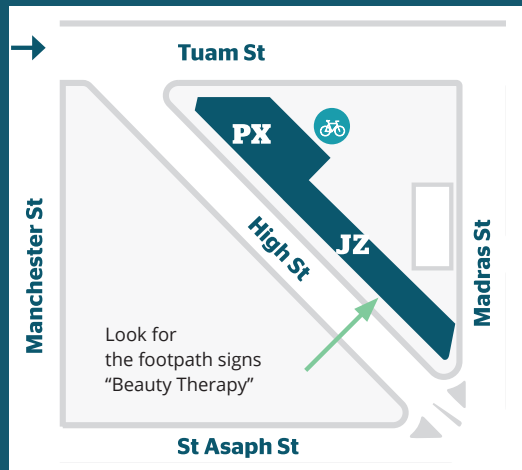 Tuam St
PX
Manchester St
High St
JZ
Madras St
Look for
the footpath signs
“Beauty Therapy”
St Asaph St